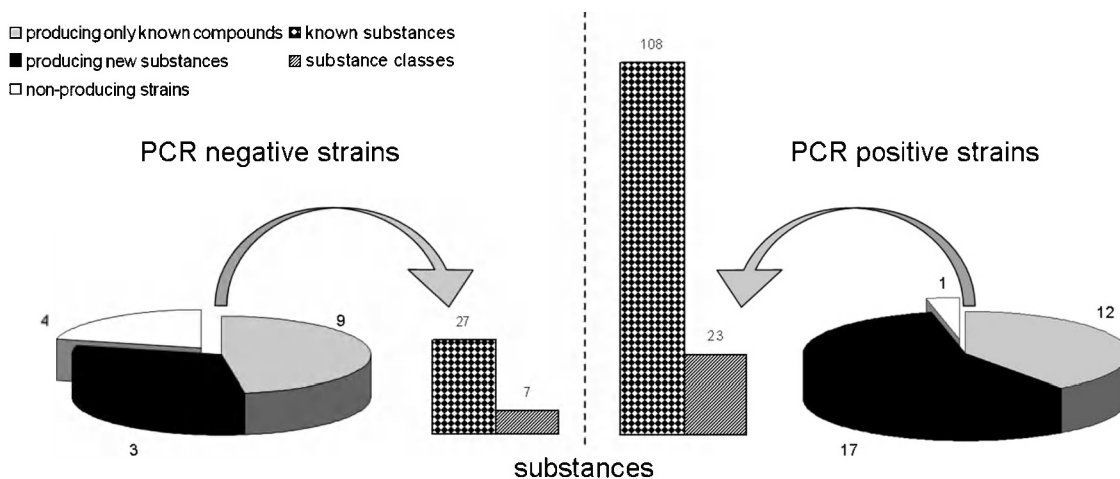 producing only known compounds known substances
producing new substances substance classes
non-producing strains
108
PCR negative strains PCR positive strains
4 9 27 7 23 1 12
3 17
substances